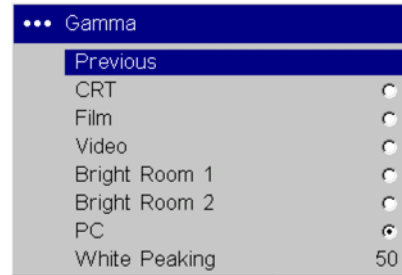 ••• Gamma
Previous
CRT
Film
Video
Bright Room 1
Bright Room 2
PC
White Peaking 50